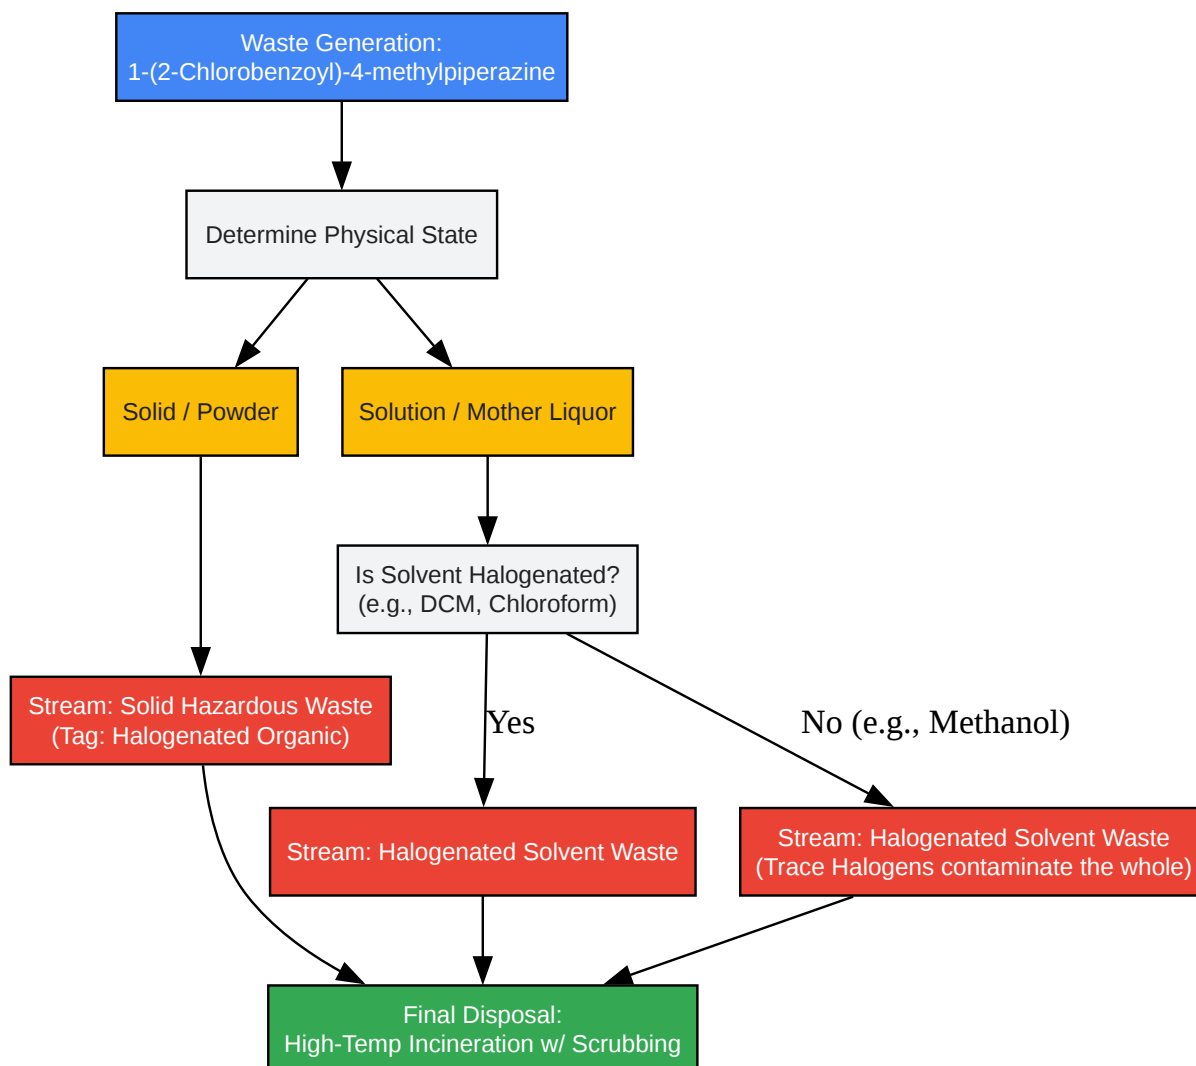 Waste Generation:
1-(2-Chlorobenzoyl)-4-methylpiperazine
Determine Physical State
Solid / Powder
Solution / Mother Liquor
Is Solvent Halogenated?
(e.g., DCM, Chloroform)
Stream: Solid Hazardous Waste
(Tag: Halogenated Organic)
Yes
No (e.g., Methanol)
Stream: Halogenated Solvent Waste
Stream: Halogenated Solvent Waste
(Trace Halogens contaminate the whole)
Final Disposal:
High-Temp Incineration w/ Scrubbing